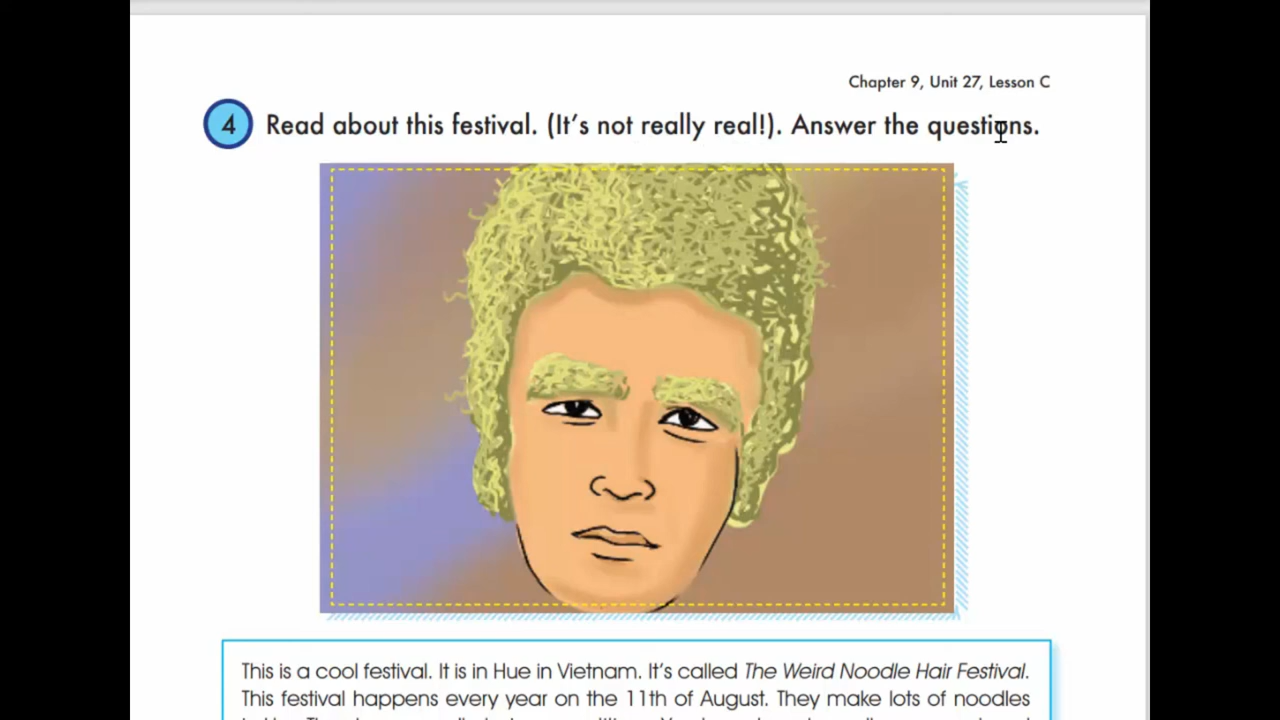 Chapter 9, Unit 27, Lesson C
4 Read about this festival. (It's not really real!). Answer the questions.
This is a cool festival. It is in Hue in Vietnam. It's called The Weird Noodle Hair Festival.
This festival happens every year on the 11th of August. They make lots of noodles